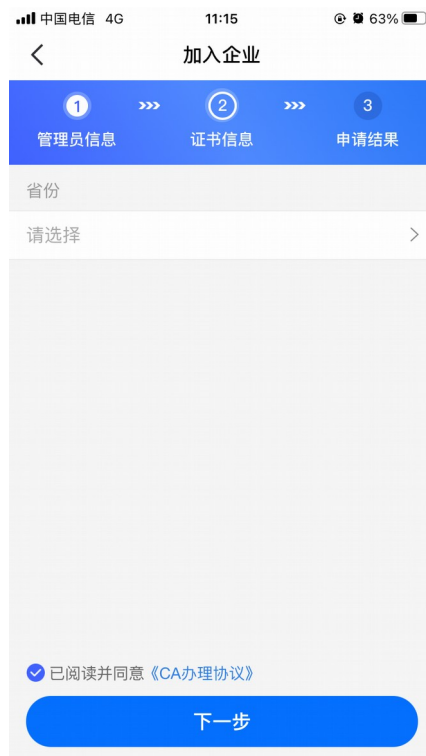 中国电信 4G 11:15 63%
加入企业
1 >>> 2 >>> 3
管理员信息 证书信息 申请结果
省份
请选择
已阅读并同意《CA办理协议》
下一步